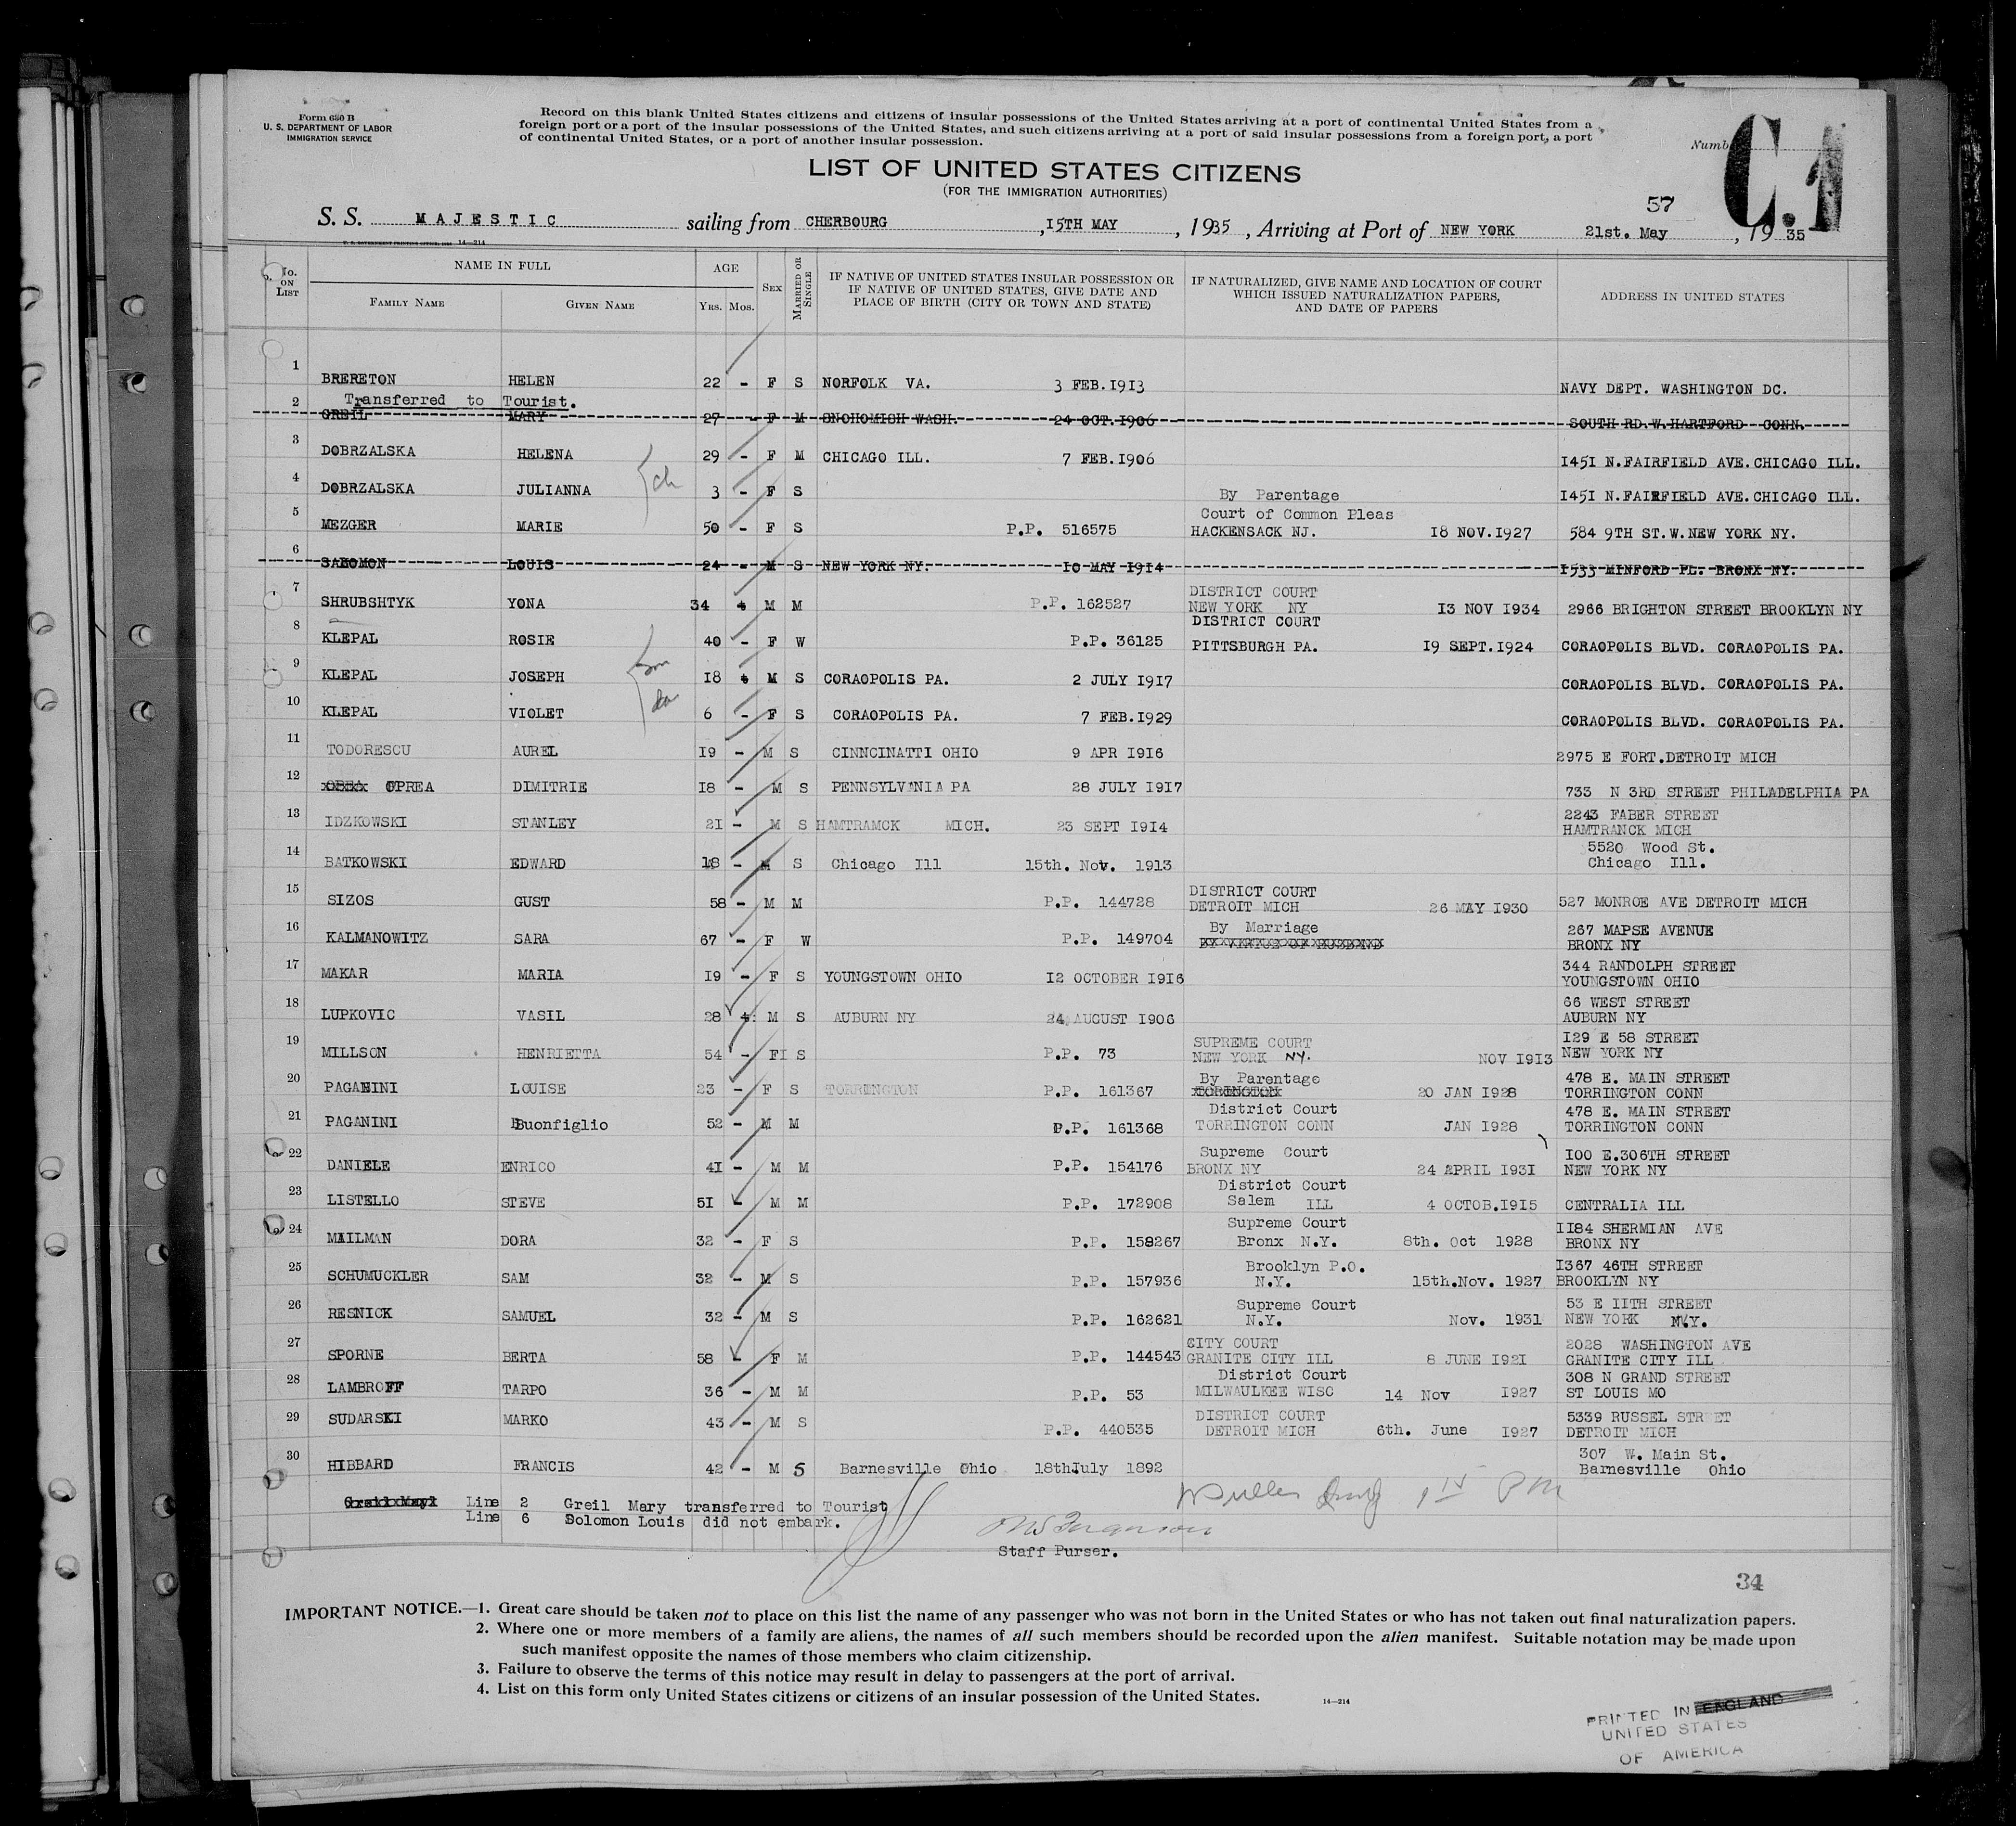 Form 630 B
U. S. DEPARTMENT OF LABOR
IMMIGRATION SERVICE
Record on this blank United States citizens and citizens of insular possessions of the United States arriving at a port of continental United States from a
foreign port or a port of the insular possessions of the United States, and such citizens arriving at a port of said insular possessions from a foreign port, a port
of continental United States, or a port of another insular possession.
Numb C.1
LIST OF UNITED STATES CITIZENS
(FOR THE IMMIGRATION AUTHORITIES)
57
S. S. MAJESTIC sailing from CHERBOURG , 15TH MAY , 1935 , Arriving at Port of NEW YORK 21st. May , 1935
14—214
No. on List NAME IN FULL Family Name Given Name AGE Yrs. Mos. Sex Married or Single
IF NATIVE OF UNITED STATES INSULAR POSSESSION OR IF NATIVE OF UNITED STATES, GIVE DATE AND PLACE OF BIRTH (CITY OR TOWN AND STATE)
IF NATURALIZED, GIVE NAME AND LOCATION OF COURT WHICH ISSUED NATURALIZATION PAPERS, AND DATE OF PAPERS
ADDRESS IN UNITED STATES
1 BRERETON HELEN 22 - F S NORFOLK VA. 3 FEB.1913 NAVY DEPT. WASHINGTON DC.
Transferred to Tourist.
2 GREIL MARY 27 - F M SNOHOMISH WASH. 24 OCT.1906 SOUTH RD.W.HARTFORD CONN.
3 DOBRZALSKA HELENA 29 - F M CHICAGO ILL. 7 FEB.1906 1451 N.FAIRFIELD AVE.CHICAGO ILL.
ch
4 DOBRZALSKA JULIANNA 3 - F S By Parentage 1451 N.FAIRFIELD AVE.CHICAGO ILL.
Court of Common Pleas
5 MEZGER MARIE 50 - F S P.P. 516575 HACKENSACK NJ. 18 NOV.1927 584 9TH ST.W.NEW YORK NY.
6 SALOMON LOUIS 24 - M S NEW YORK NY. 10 MAY 1914 1533 MINFORD PL. BRONX NY.
DISTRICT COURT
7 SHRUBSHTYK YONA 34 M M P.P. 162527 NEW YORK NY 13 NOV 1934 2966 BRIGHTON STREET BROOKLYN NY
DISTRICT COURT
8 KLEPAL ROSIE 40 - F W P.P. 36125 PITTSBURGH PA. 19 SEPT.1924 CORAOPOLIS BLVD. CORAOPOLIS PA.
son
9 KLEPAL JOSEPH 18 M S CORAOPOLIS PA. 2 JULY 1917 CORAOPOLIS BLVD. CORAOPOLIS PA.
da
10 KLEPAL VIOLET 6 - F S CORAOPOLIS PA. 7 FEB.1929 CORAOPOLIS BLVD. CORAOPOLIS PA.
11 TODORESCU AUREL 19 - M S CINNCINATTI OHIO 9 APR 1916 2975 E FORT.DETROIT MICH
12 OPREA DIMITRIE 18 - M S PENNSYLVANIA PA 28 JULY 1917 733 N 3RD STREET PHILADELPHIA PA
2243 FABER STREET
13 IDZKOWSKI STANLEY 21 - M S HAMTRAMCK MICH. 23 SEPT 1914 HAMTRANCK MICH
5520 Wood St.
14 BATKOWSKI EDWARD 18 - M S Chicago Ill 15th. Nov. 1913 Chicago Ill.
DISTRICT COURT
15 SIZOS GUST 58 - M M P.P. 144728 DETROIT MICH 26 MAY 1930 527 MONROE AVE DETROIT MICH
By Marriage 267 MAPSE AVENUE
16 KALMANOWITZ SARA 67 - F W P.P. 149704 BRONX NY
344 RANDOLPH STREET
17 MAKAR MARIA 19 - F S YOUNGSTOWN OHIO 12 OCTOBER 1916 YOUNGSTOWN OHIO
66 WEST STREET
18 LUPKOVIC VASIL 28 M S AUBURN NY 24 AUGUST 1906 AUBURN NY
SUPREME COURT 129 E 58 STREET
19 MILLSON HENRIETTA 54 - F S P.P. 73 NEW YORK NY. NOV 1913 NEW YORK NY
By Parentage 478 E. MAIN STREET
20 PAGANINI LOUISE 23 - F S TORRINGTON P.P. 161367 TORRINGTON 20 JAN 1928 TORRINGTON CONN
District Court 478 E. MAIN STREET
21 PAGANINI Buonfiglio 52 - M M P.P. 161368 TORRINGTON CONN JAN 1928 TORRINGTON CONN
Supreme Court 100 E.306TH STREET
22 DANIELE ENRICO 41 - M M P.P. 154176 BRONX NY 24 APRIL 1931 NEW YORK NY
District Court
23 LISTELLO STEVE 51 - M M P.P. 172908 Salem ILL 4 OCTOB.1915 CENTRALIA ILL
Supreme Court 1184 SHERMIAN AVE
24 MAILMAN DORA 32 - F S P.P. 158267 Bronx N.Y. 8th. Oct 1928 BRONX NY
Brooklyn P.O. 1367 46TH STREET
25 SCHUMUCKLER SAM 32 - M S P.P. 157936 N.Y. 15th.Nov. 1927 BROOKLYN NY
Supreme Court 53 E 11TH STREET
26 RESNICK SAMUEL 32 - M S P.P. 162621 N.Y. Nov. 1931 NEW YORK N.Y.
CITY COURT 2028 WASHINGTON AVE
27 SPORNE BERTA 58 - F M P.P. 144543 GRANITE CITY ILL 8 JUNE 1921 GRANITE CITY ILL
District Court 308 N GRAND STREET
28 LAMBROFF TARPO 36 - M M P.P. 53 MILWAULKEE WISC 14 Nov 1927 ST LOUIS MO
DISTRICT COURT 5339 RUSSEL STREET
29 SUDARSKI MARKO 43 - M S P.P. 440535 DETROIT MICH 6th. June 1927 DETROIT MICH
307 W. Main St.
30 HIBBARD FRANCIS 42 - M S Barnesville Ohio 18thJuly 1892 Barnesville Ohio
Line 2 Greil Mary transferred to Tourist
Line 6 Solomon Louis did not embark.
Staff Purser.
34
IMPORTANT NOTICE.—1. Great care should be taken not to place on this list the name of any passenger who was not born in the United States or who has not taken out final naturalization papers.
2. Where one or more members of a family are aliens, the names of all such members should be recorded upon the alien manifest. Suitable notation may be made upon
such manifest opposite the names of those members who claim citizenship.
3. Failure to observe the terms of this notice may result in delay to passengers at the port of arrival.
4. List on this form only United States citizens or citizens of an insular possession of the United States.
14—214
PRINTED IN ENGLAND
UNITED STATES
OF AMERICA